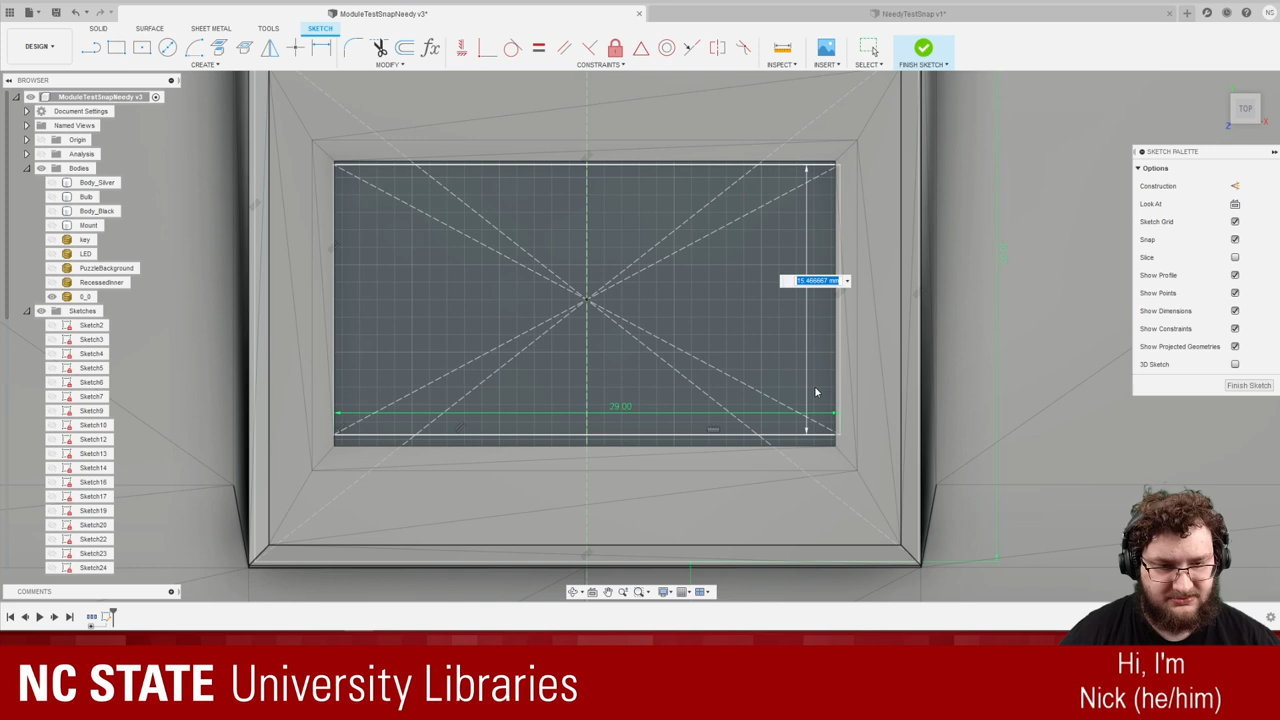 ModuleTestSnapNeedy v3*
NeedyTestSnap v1*
NS
DESIGN
SOLID
SURFACE
SHEET METAL
TOOLS
SKETCH
CREATE
MODIFY
CONSTRAINTS
INSPECT
INSERT
SELECT
FINISH SKETCH
BROWSER
ModuleTestSnapNeedy v3
Document Settings
Named Views
Origin
Analysis
Bodies
Body_Silver
Bulb
Body_Black
Mount
key
LED
PuzzleBackground
RecessedInner
0_0
Sketches
Sketch2
Sketch3
Sketch4
Sketch5
Sketch6
Sketch7
Sketch9
Sketch10
Sketch12
Sketch13
Sketch14
Sketch16
Sketch17
Sketch19
Sketch20
Sketch22
Sketch23
Sketch24
COMMENTS
15.466667 mm
29.00
TOP
Z
X
SKETCH PALETTE
Options
Construction
Look At
Sketch Grid
Snap
Slice
Show Profile
Show Points
Show Dimensions
Show Constraints
Show Projected Geometries
3D Sketch
Finish Sketch
NC STATE University Libraries
Hi, I'm
Nick (he/him)